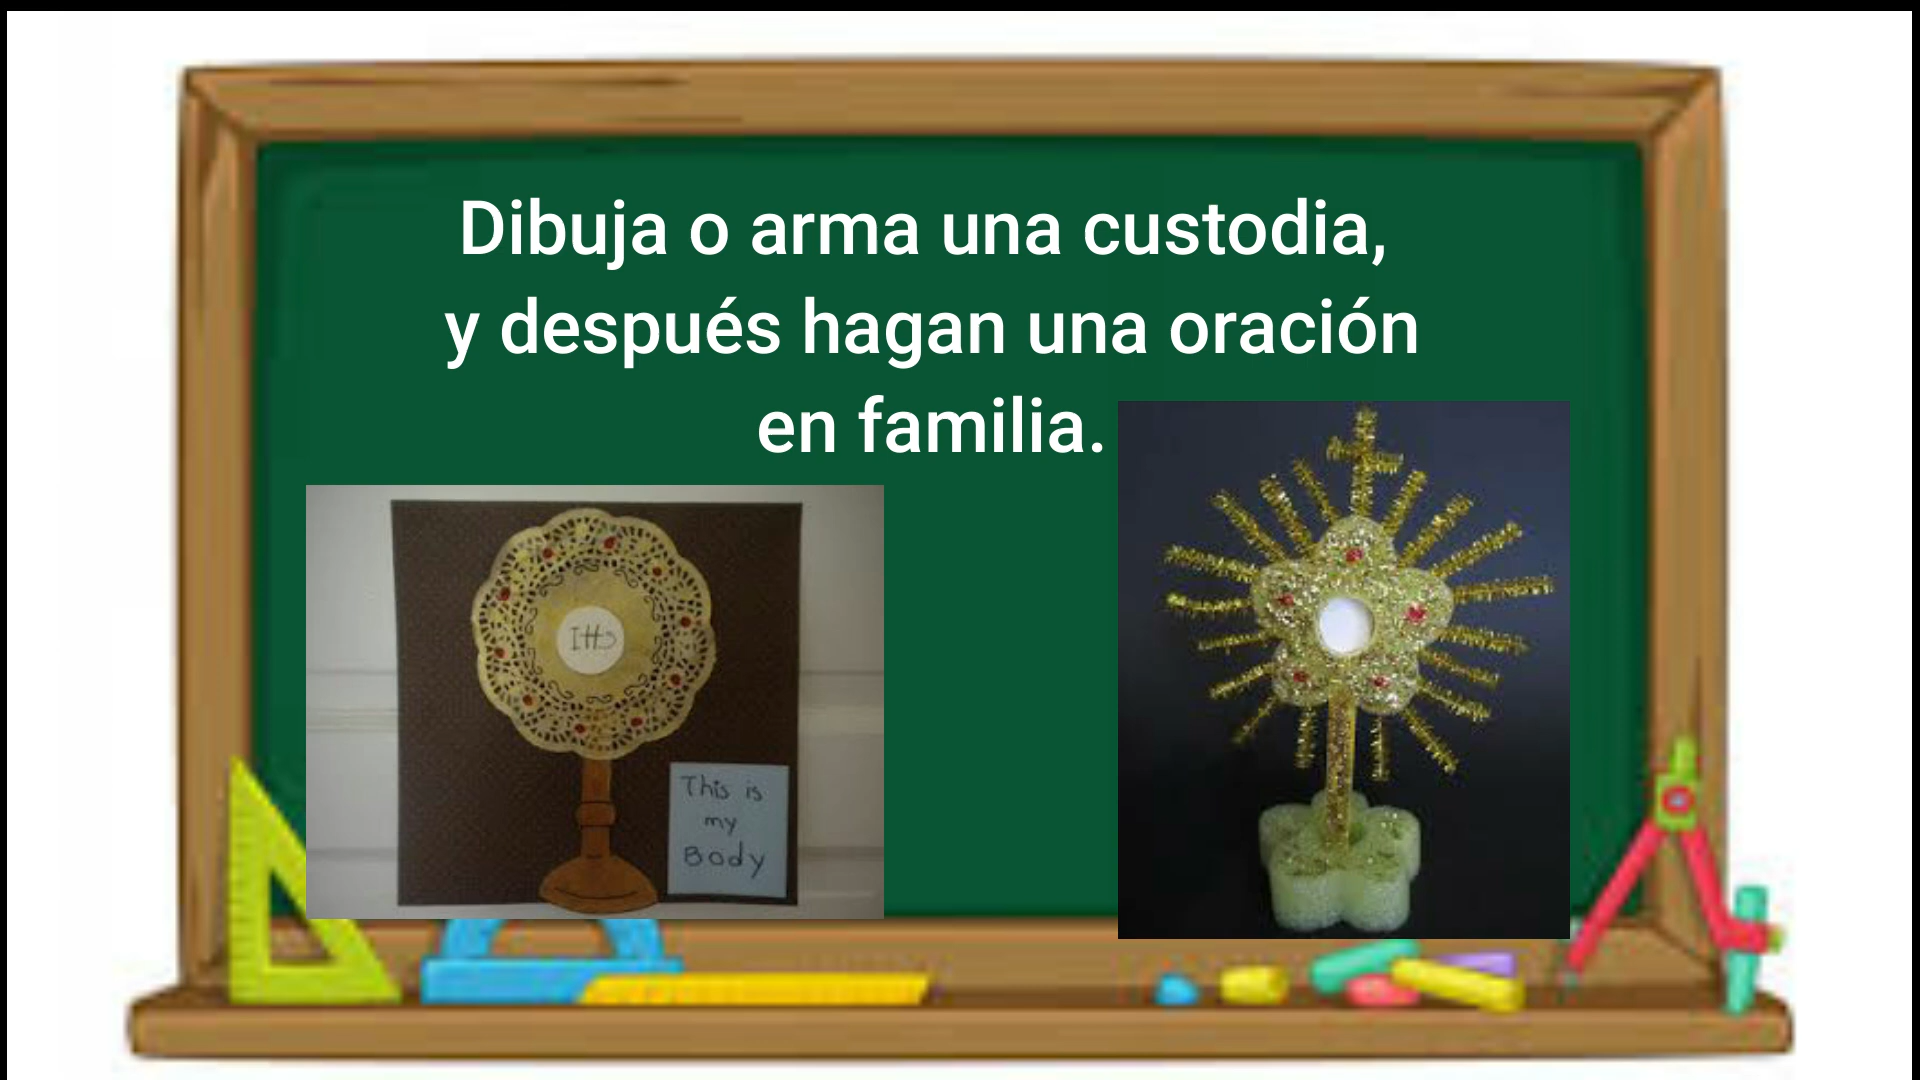 Dibuja o arma una custodia,
y después hagan una oración
en familia.
IHS
This is
my
Body